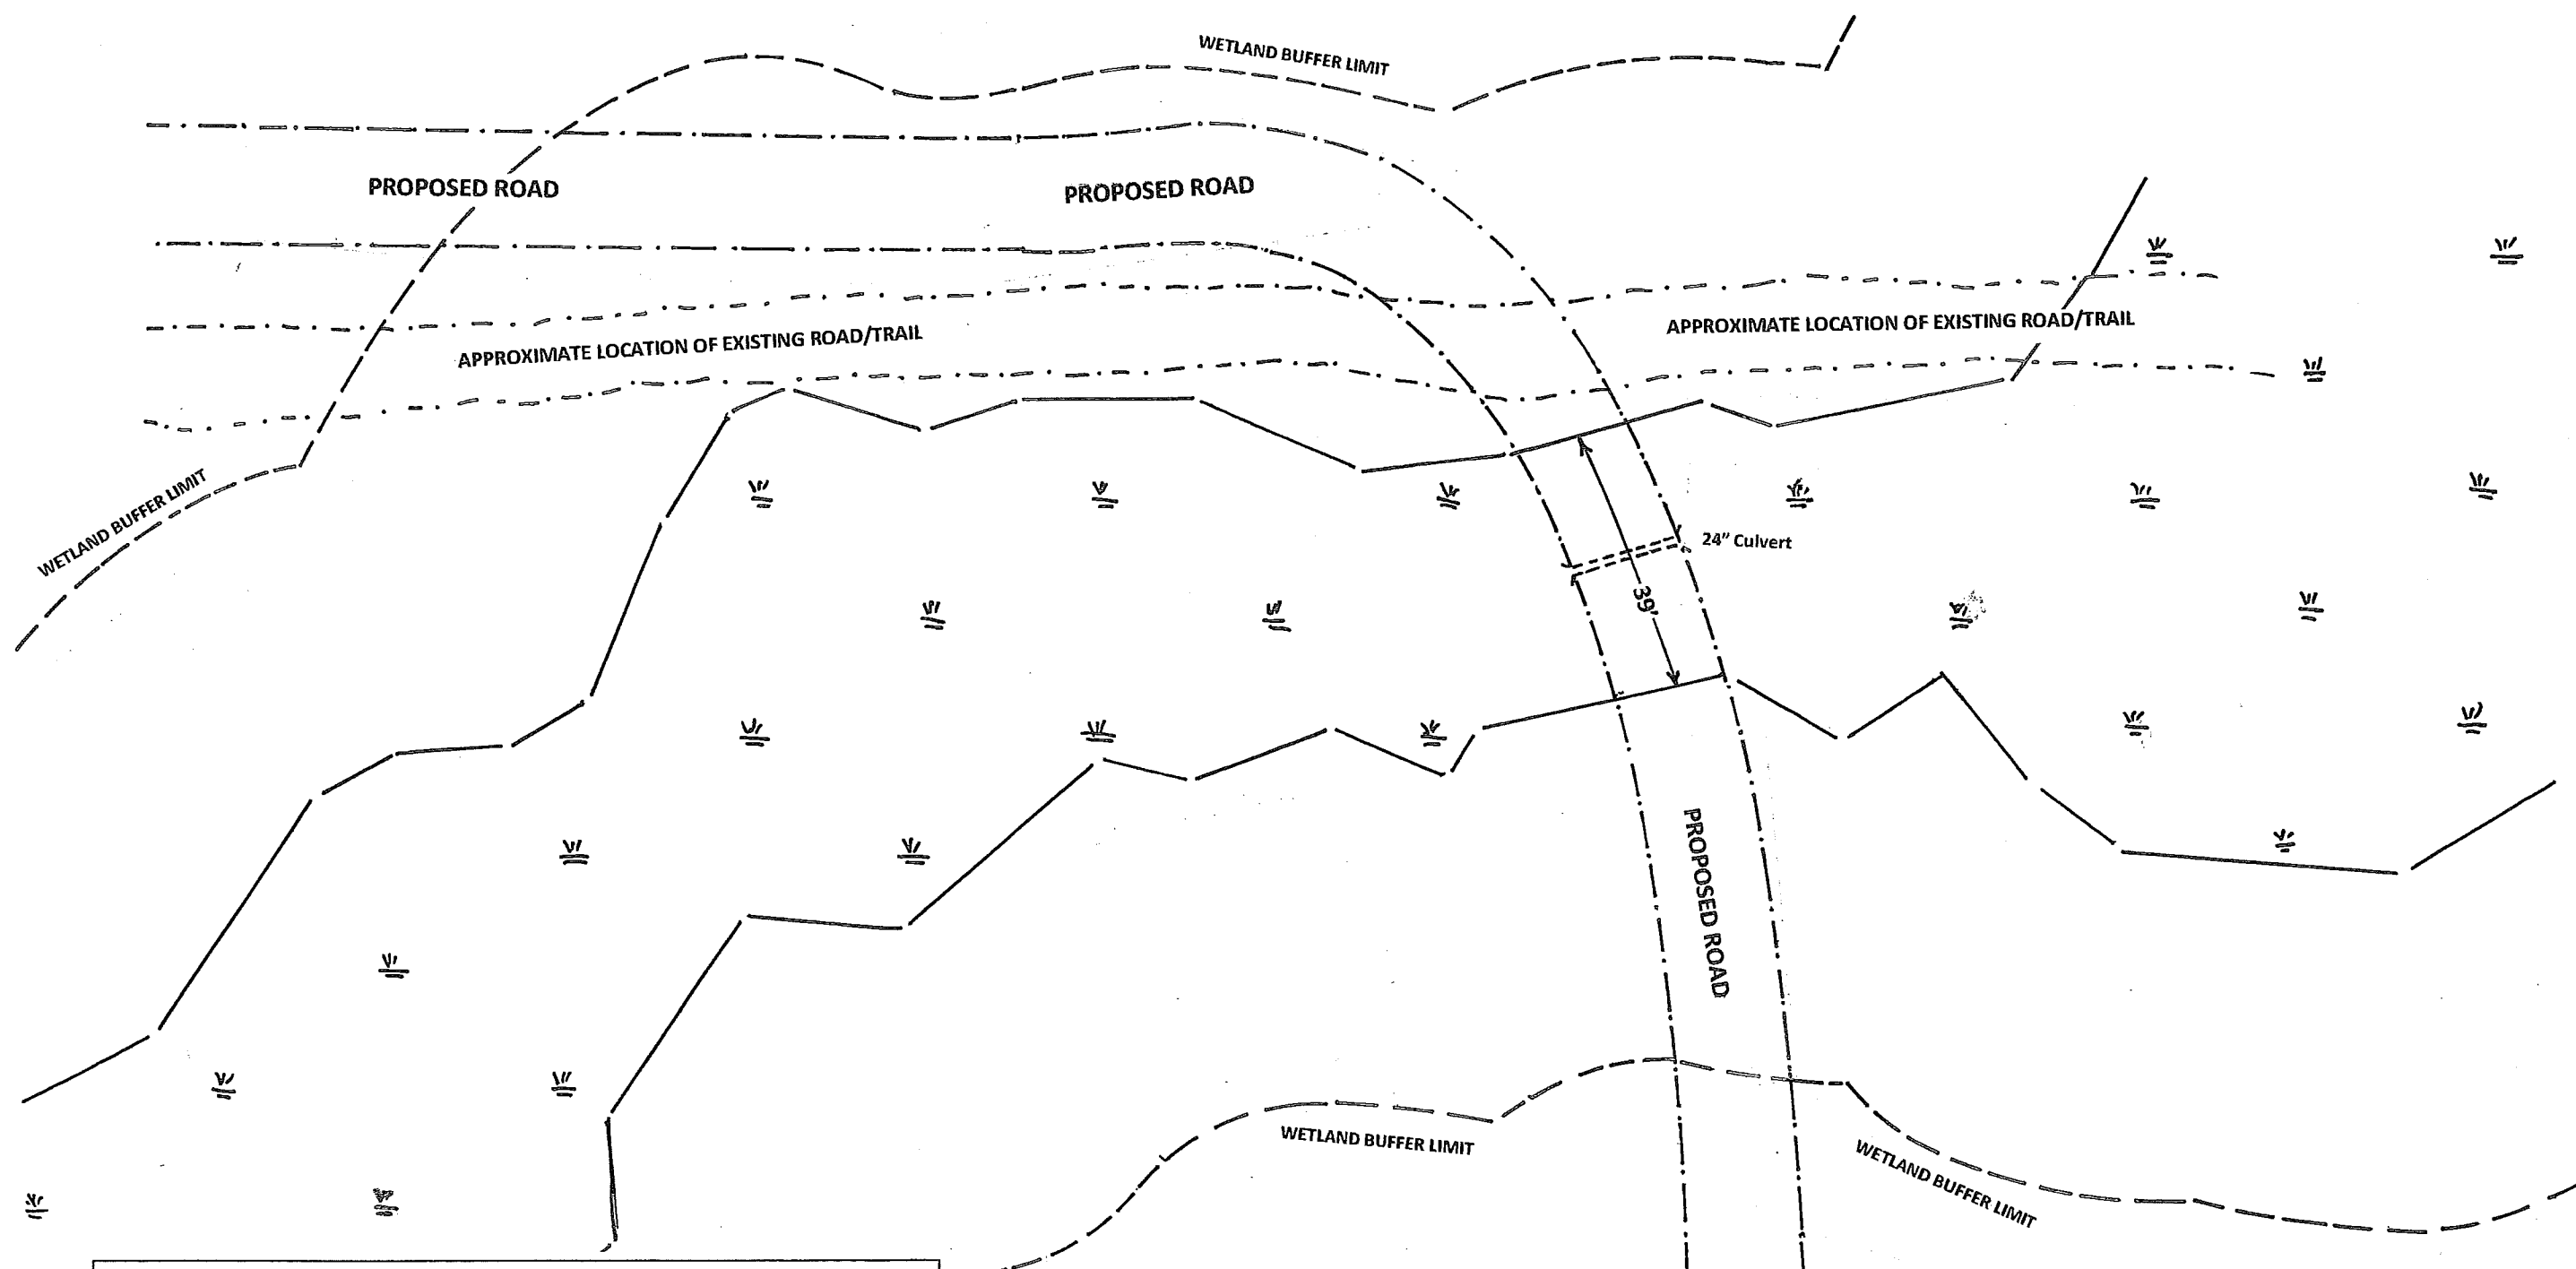 WETLAND BUFFER LIMIT
PROPOSED ROAD
PROPOSED ROAD
APPROXIMATE LOCATION OF EXISTING ROAD/TRAIL
APPROXIMATE LOCATION OF EXISTING ROAD/TRAIL
WETLAND BUFFER LIMIT
24" Culvert
39'
PROPOSED ROAD
WETLAND BUFFER LIMIT
WETLAND BUFFER LIMIT